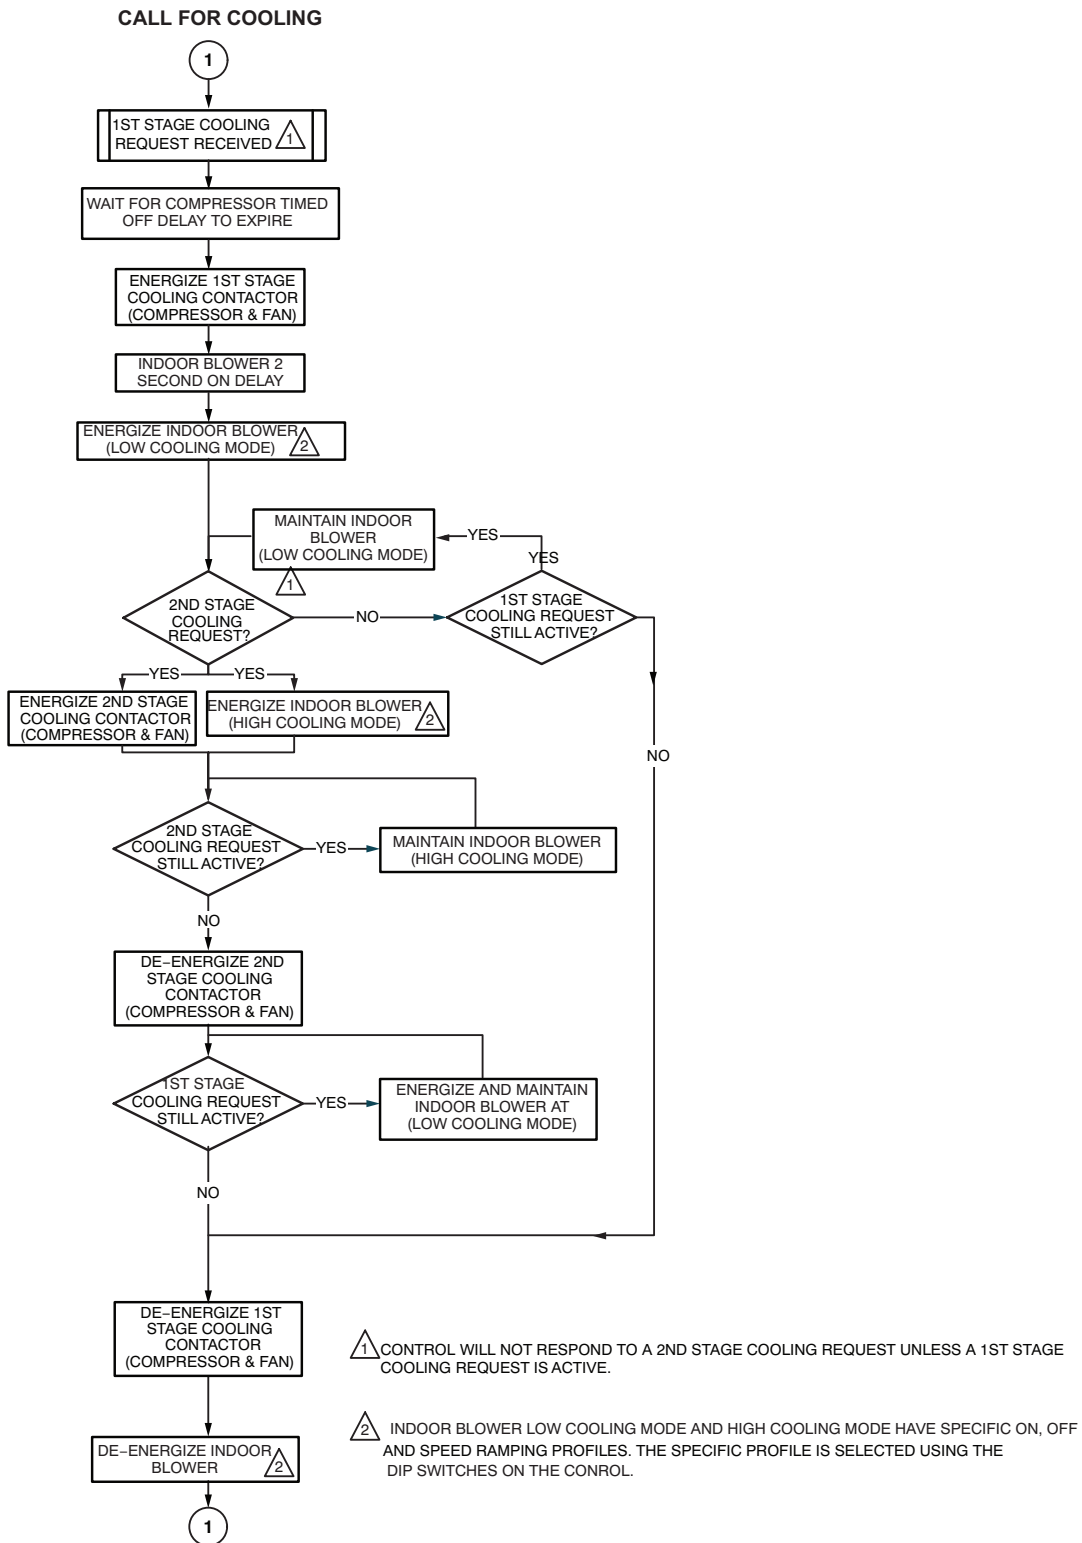 CALL FOR COOLING
1
1ST STAGE COOLING
REQUEST RECEIVED 1
WAIT FOR COMPRESSOR TIMED
OFF DELAY TO EXPIRE
ENERGIZE 1ST STAGE
COOLING CONTACTOR
(COMPRESSOR & FAN)
INDOOR BLOWER 2
SECOND ON DELAY
ENERGIZE INDOOR BLOWER
(LOW COOLING MODE) 2
MAINTAIN INDOOR
BLOWER
(LOW COOLING MODE)
YES
YES
1
2ND STAGE
COOLING
REQUEST?
NO
1ST STAGE
COOLING REQUEST
STILL ACTIVE?
YES
YES
ENERGIZE 2ND STAGE
COOLING CONTACTOR
(COMPRESSOR & FAN)
ENERGIZE INDOOR BLOWER
(HIGH COOLING MODE) 2
NO
2ND STAGE
COOLING REQUEST
STILL ACTIVE?
YES
MAINTAIN INDOOR BLOWER
(HIGH COOLING MODE)
NO
DE-ENERGIZE 2ND
STAGE COOLING
CONTACTOR
(COMPRESSOR & FAN)
1ST STAGE
COOLING REQUEST
STILL ACTIVE?
YES
ENERGIZE AND MAINTAIN
INDOOR BLOWER AT
(LOW COOLING MODE)
NO
DE-ENERGIZE 1ST
STAGE COOLING
CONTACTOR
(COMPRESSOR & FAN)
1 CONTROL WILL NOT RESPOND TO A 2ND STAGE COOLING REQUEST UNLESS A 1ST STAGE
COOLING REQUEST IS ACTIVE.
2 INDOOR BLOWER LOW COOLING MODE AND HIGH COOLING MODE HAVE SPECIFIC ON, OFF
AND SPEED RAMPING PROFILES. THE SPECIFIC PROFILE IS SELECTED USING THE
DIP SWITCHES ON THE CONROL.
DE-ENERGIZE INDOOR
BLOWER 2
1